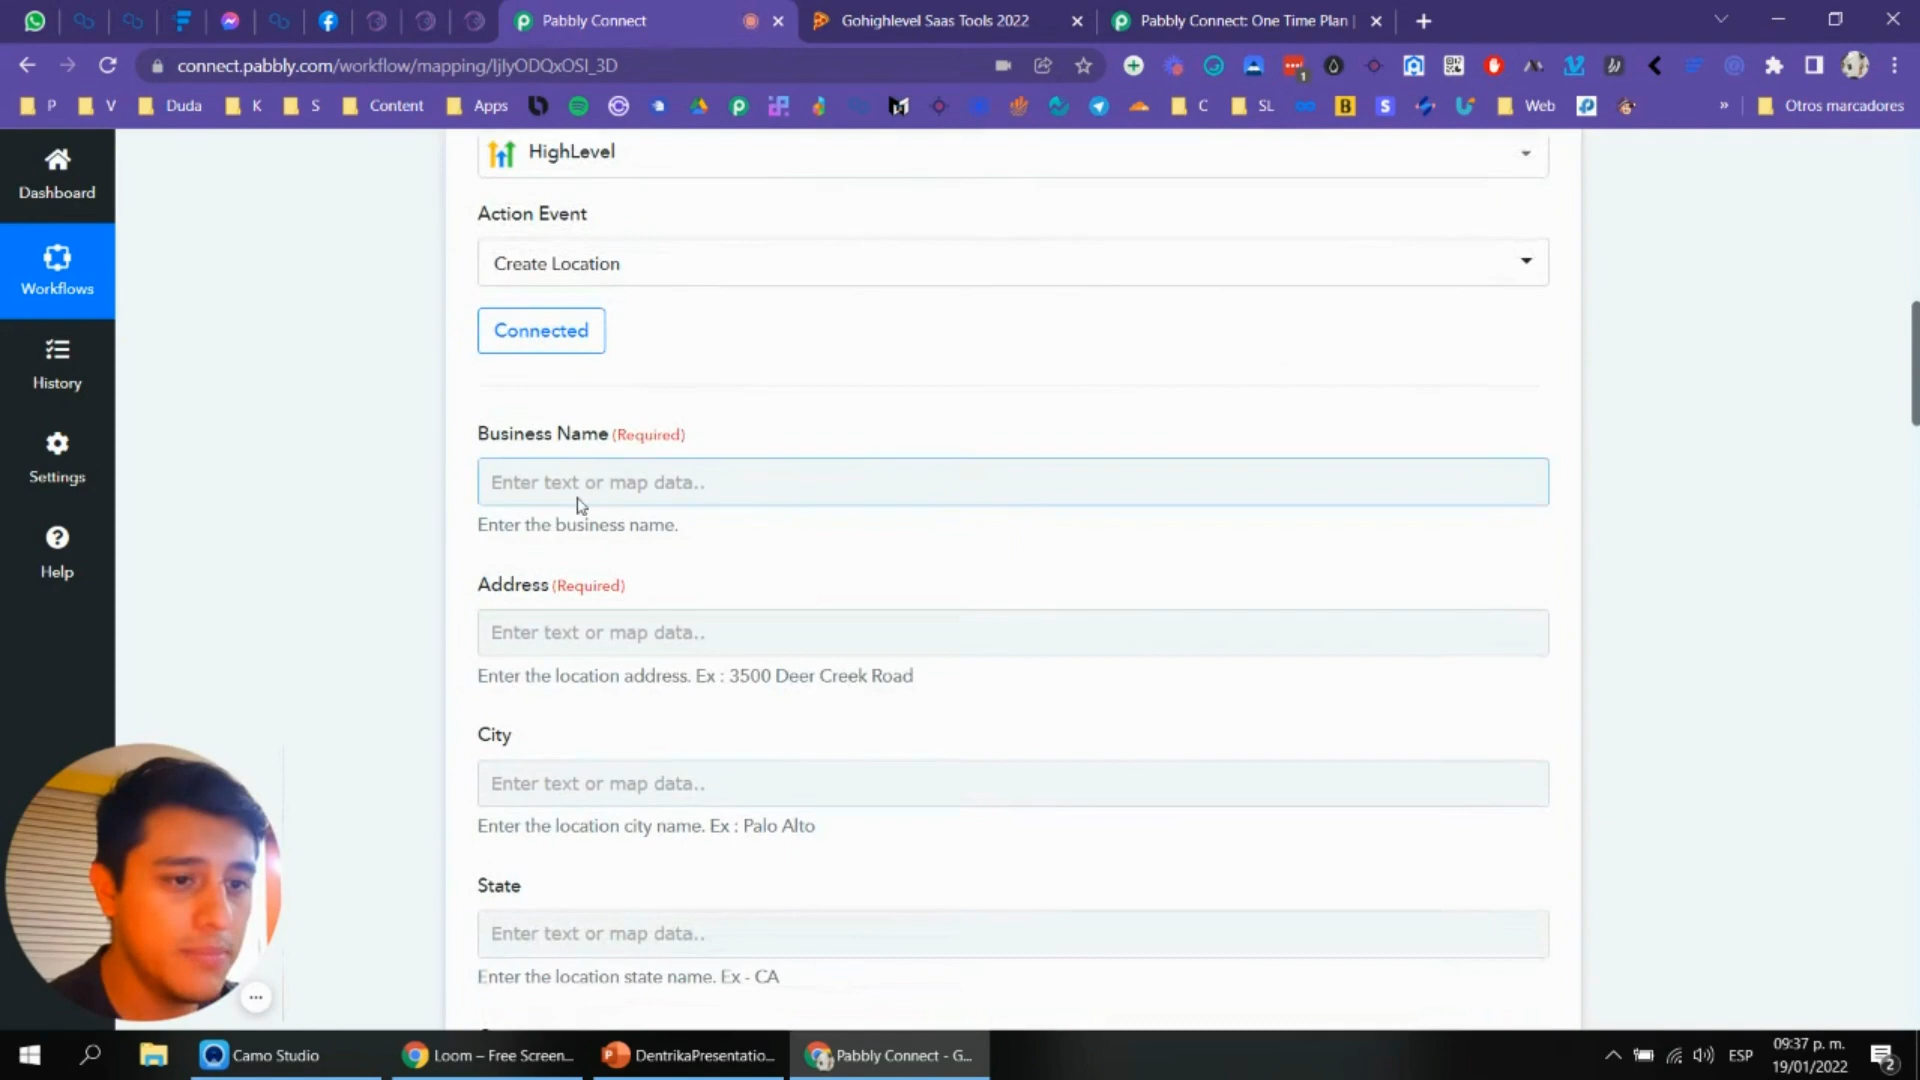 Pabbly Connect
Gohighlevel Saas Tools 2022
Pabbly Connect: One Time Plan |
connect.pabbly.com/workflow/mapping/IjIyODQxOSI_3D
P
V
Duda
K
S
Content
Apps
C
SL
Web
»
Otros marcadores
Dashboard
Workflows
History
Settings
Help
HighLevel
Action Event
Create Location
Connected
Business Name (Required)
Enter text or map data..
Enter the business name.
Address (Required)
Enter text or map data..
Enter the location address. Ex : 3500 Deer Creek Road
City
Enter text or map data..
Enter the location city name. Ex : Palo Alto
State
Enter text or map data..
Enter the location state name. Ex - CA
Camo Studio
Loom – Free Screen...
DentrikaPresentatio...
Pabbly Connect - G...
ESP
09:37 p. m.
19/01/2022
2